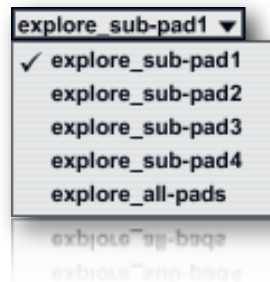 explore_sub-pad1 ▼
✓ explore_sub-pad1
explore_sub-pad2
explore_sub-pad3
explore_sub-pad4
explore_all-pads